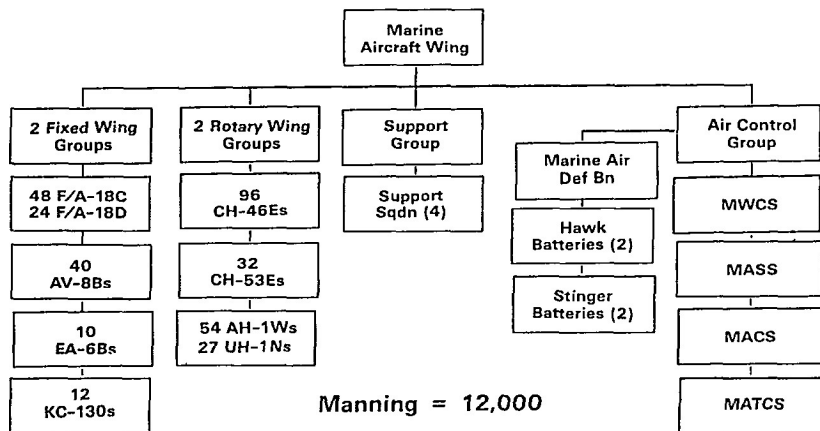 Marine
Aircraft Wing
2 Fixed Wing
Groups
48 F/A-18C
24 F/A-18D
40
AV-8Bs
10
EA-6Bs
12
KC-130s
2 Rotary Wing
Groups
96
CH-46Es
32
CH-53Es
54 AH-1Ws
27 UH-1Ns
Support
Group
Support
Sqdn (4)
Marine Air
Def Bn
Hawk
Batteries (2)
Stinger
Batteries (2)
Air Control
Group
MWCS
MASS
MACS
MATCS
Manning = 12,000